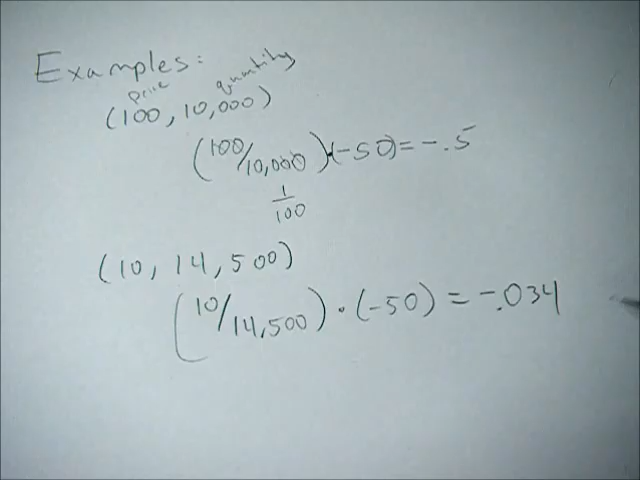 Examples:
price quantity
(100, 10,000)
(100/10,000)·(-50) = -.5
1/100
(10, 14,500)
(10/14,500)·(-50) = -.034